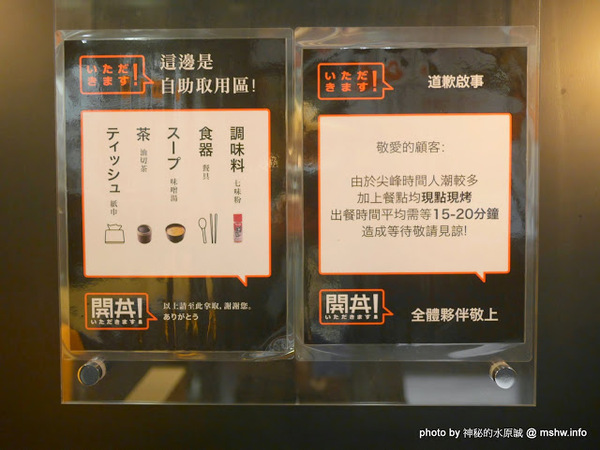 いただきます!
這邊是
自助取用區!
調味料 七味粉
食器 餐具
スープ 味噌湯
茶 油切茶
ティッシュ 紙巾
開丼!
いただきます!
以上請至此拿取,謝謝您。
ありがとう
いただきます!
道歉啟事
敬愛的顧客:
由於尖峰時間人潮較多
加上餐點均現點現烤
出餐時間平均需等15-20分鐘
造成等待敬請見諒!
開丼!
いただきます!
全體夥伴敬上
photo by 神秘的水原誠 @ mshw.info